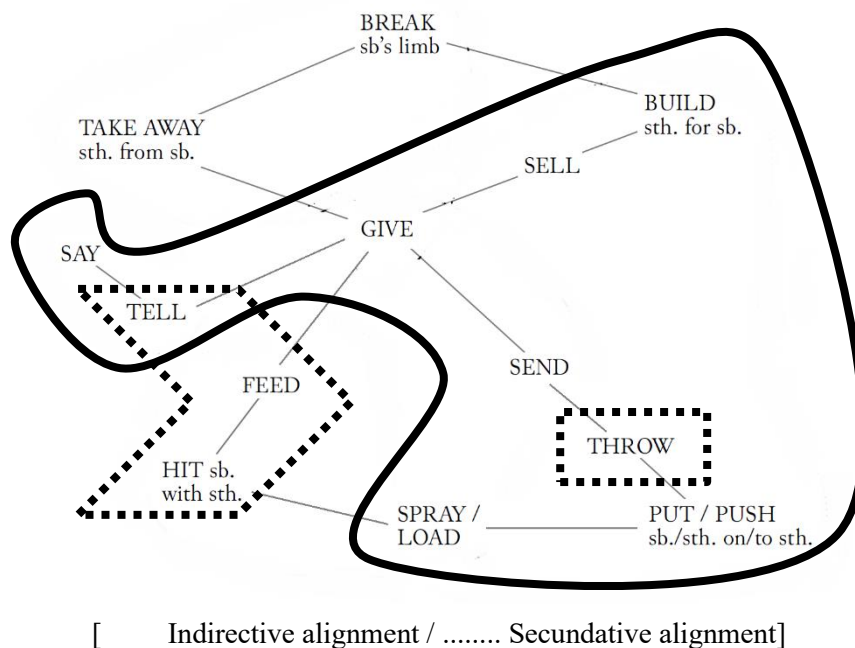 BREAK
sb's limb
BUILD
sth. for sb.
TAKE AWAY
sth. from sb.
SELL
GIVE
SAY
TELL
SEND
FEED
THROW
HIT sb.
with sth.
SPRAY /
LOAD
PUT / PUSH
sb./sth. on/to sth.
[ Indirective alignment / ........ Secundative alignment]